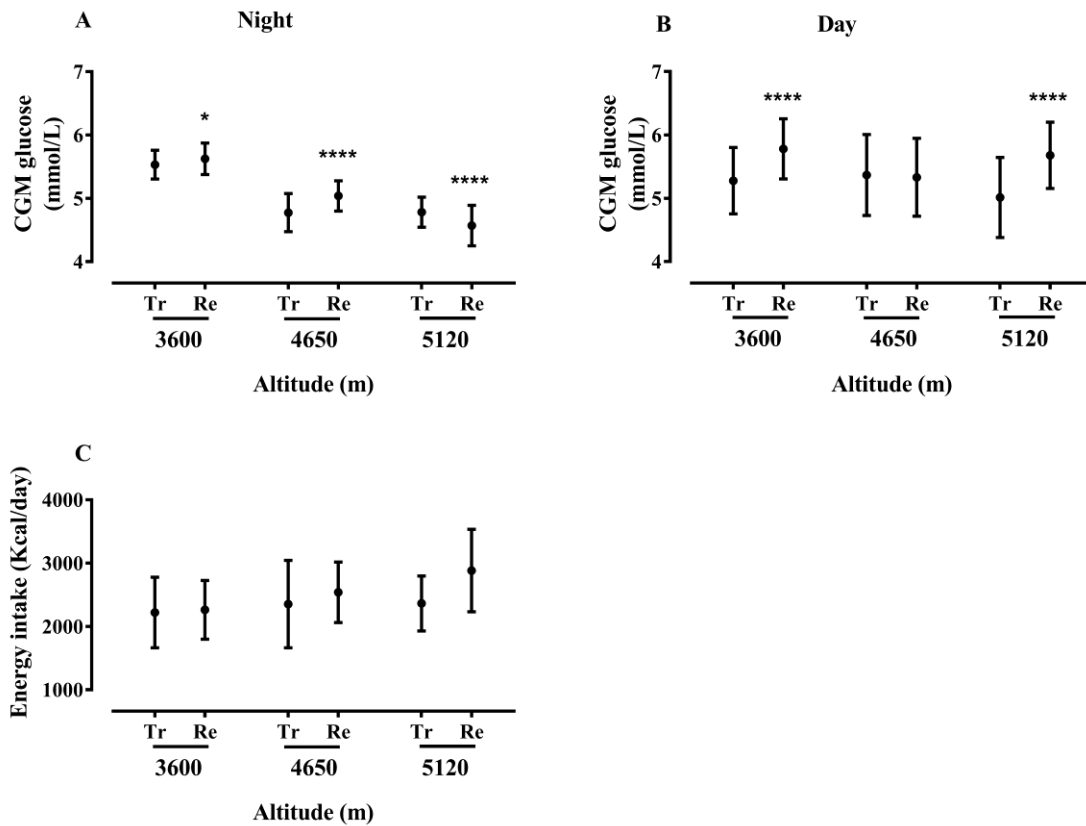 A Night
CGM glucose
(mmol/L)
7
6
5
4
* **** ****
Tr Re Tr Re Tr Re
3600 4650 5120
Altitude (m)
B Day
CGM glucose
(mmol/L)
7
6
5
4
**** ****
Tr Re Tr Re Tr Re
3600 4650 5120
Altitude (m)
C
Energy intake (Kcal/day)
4000
3000
2000
1000
Tr Re Tr Re Tr Re
3600 4650 5120
Altitude (m)